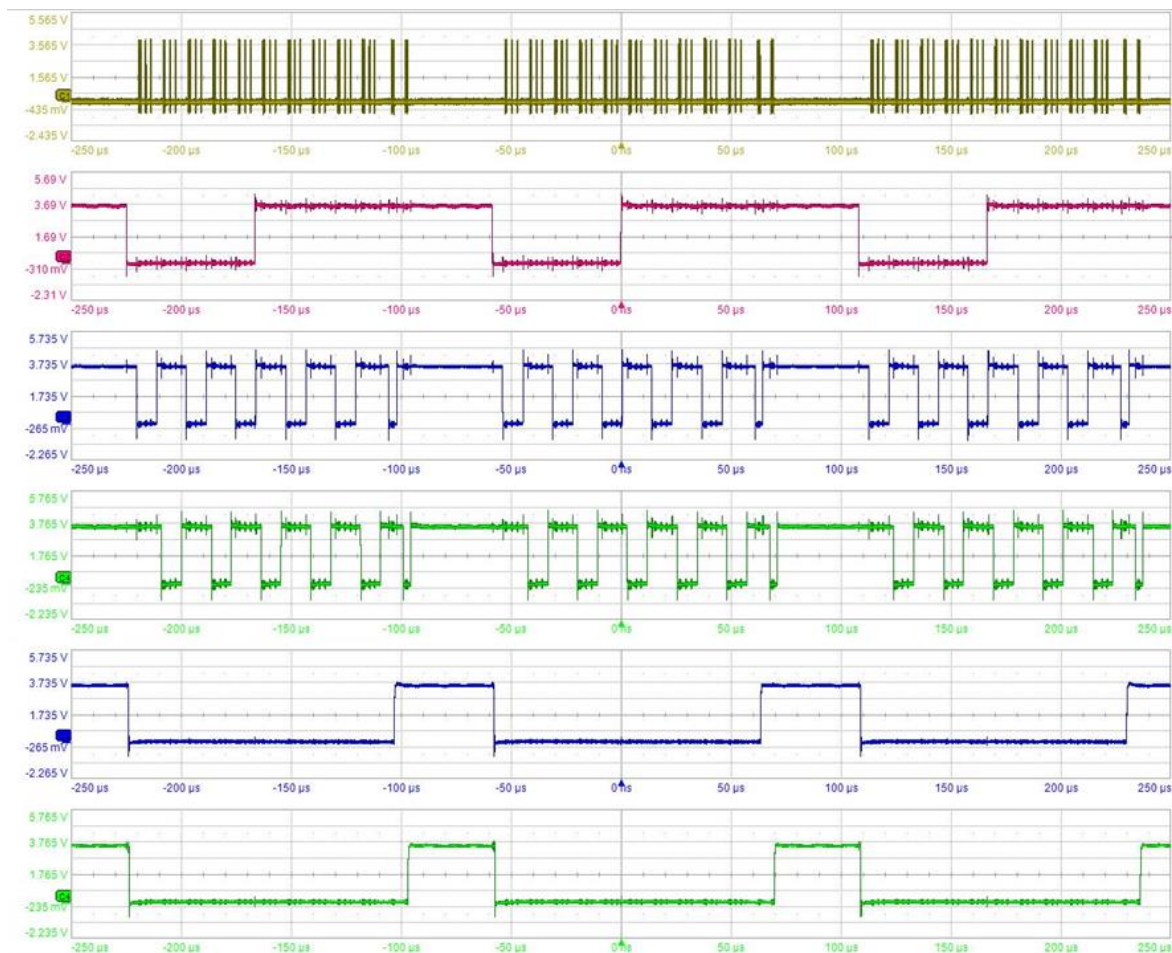 5.565 V
3.565 V
1.565 V
-435 mV
-2.435 V
-250 µs -200 µs -150 µs -100 µs -50 µs 0 ns 50 µs 100 µs 150 µs 200 µs 250 µs
5.69 V
3.69 V
1.69 V
-310 mV
-2.31 V
-250 µs -200 µs -150 µs -100 µs -50 µs 0 ns 50 µs 100 µs 150 µs 200 µs 250 µs
5.735 V
3.735 V
1.735 V
-265 mV
-2.265 V
-250 µs -200 µs -150 µs -100 µs -50 µs 0 ns 50 µs 100 µs 150 µs 200 µs 250 µs
5.765 V
3.765 V
1.765 V
C4
-235 mV
-2.235 V
-250 µs -200 µs -150 µs -100 µs -50 µs 0 ns 50 µs 100 µs 150 µs 200 µs 250 µs
5.735 V
3.735 V
1.735 V
-265 mV
-2.265 V
-250 µs -200 µs -150 µs -100 µs -50 µs 0 ns 50 µs 100 µs 150 µs 200 µs 250 µs
5.765 V
3.765 V
1.765 V
C4
-235 mV
-2.235 V
-250 µs -200 µs -150 µs -100 µs -50 µs 0 ns 50 µs 100 µs 150 µs 200 µs 250 µs